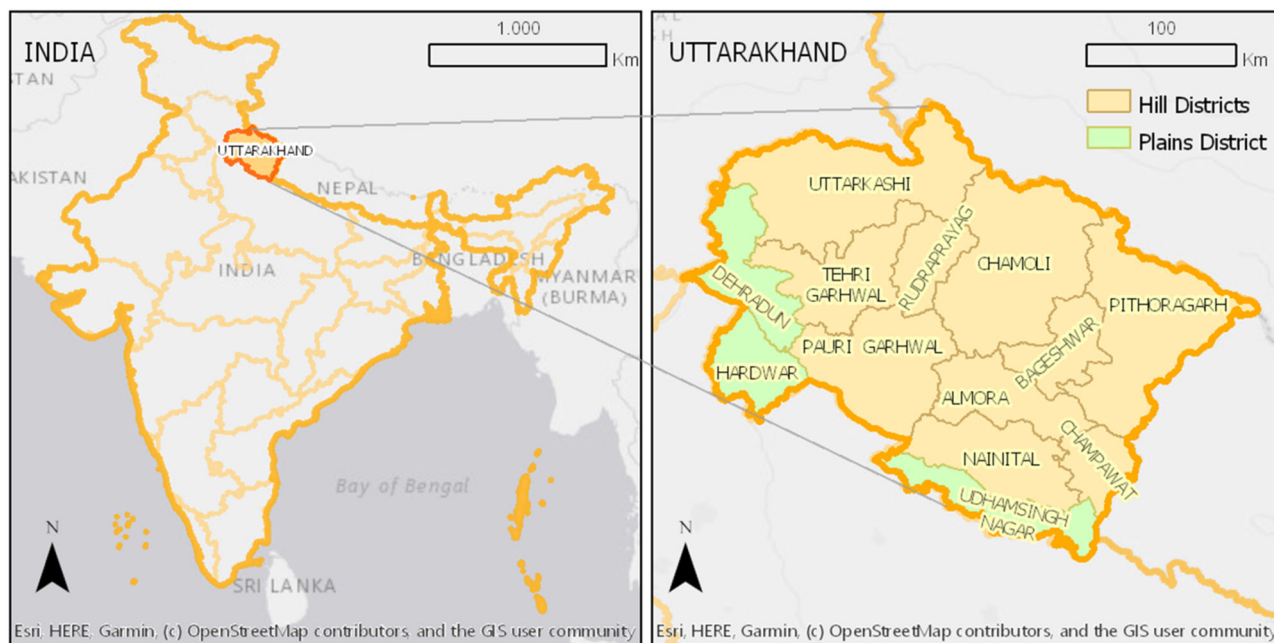 INDIA
1.000
Km
STAN
AKISTAN
UTTARAKHAND
NEPAL
INDIA
BANGLADESH
MYANMAR
(BURMA)
Bay of Bengal
N
SRI LANKA
Esri, HERE, Garmin, (c) OpenStreetMap contributors, and the GIS user community
UTTARAKHAND
100
Km
Hill Districts
Plains District
UTTARKASHI
RUDRAPRAYAG
CHAMOLI
TEHRI
GARHWAL
DEHRADUN
PITHORAGARH
PAURI GARHWAL
BAGESHWAR
HARDWAR
ALMORA
CHAMPAWAT
NAINITAL
UDHAMSINGH
NAGAR
N
Esri, HERE, Garmin, (c) OpenStreetMap contributors, and the GIS user communit